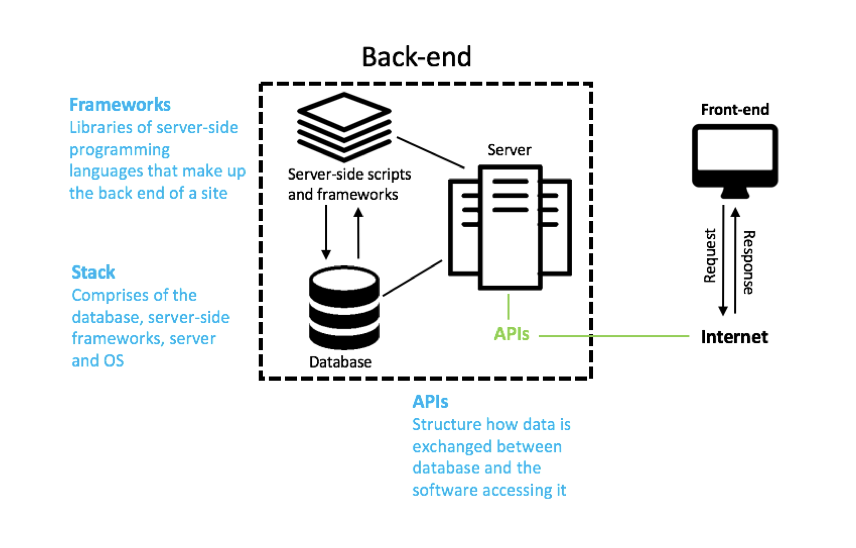 Back-end
Frameworks
Libraries of server-side
programming
languages that make up
the back end of a site
Stack
Comprises of the
database, server-side
frameworks, server
and OS
Server-side scripts
and frameworks
Database
Server
APIs
APIs
Structure how data is
exchanged between
database and the
software accessing it
Front-end
Request
Response
Internet